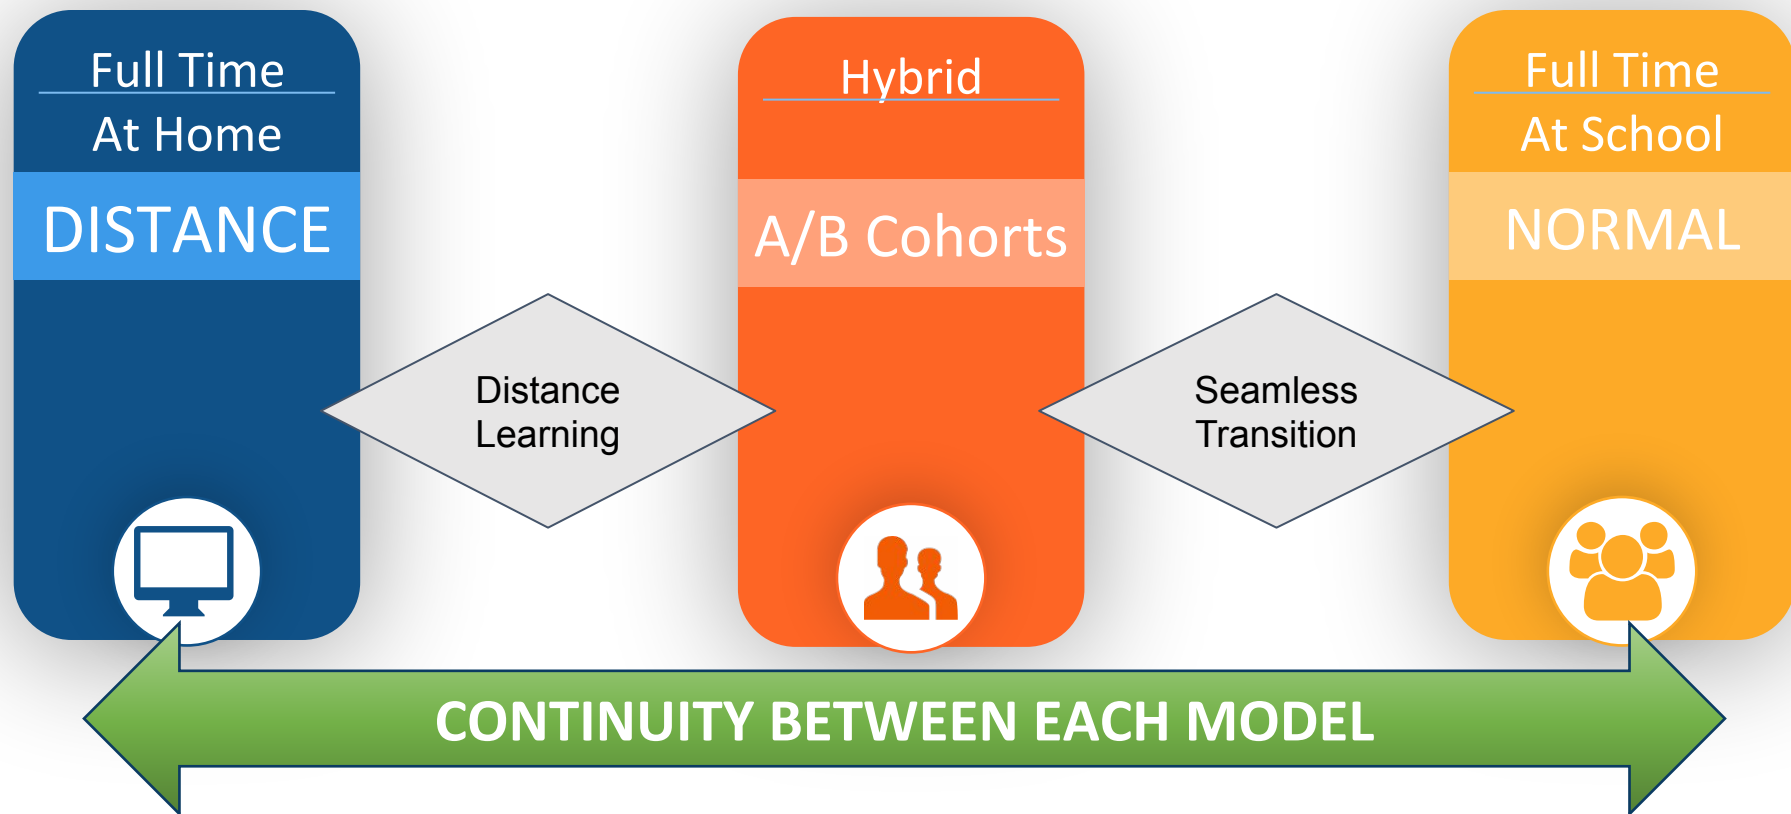 Full Time
At Home
DISTANCE
Distance
Learning
Hybrid
A/B Cohorts
Seamless
Transition
Full Time
At School
NORMAL
CONTINUITY BETWEEN EACH MODEL